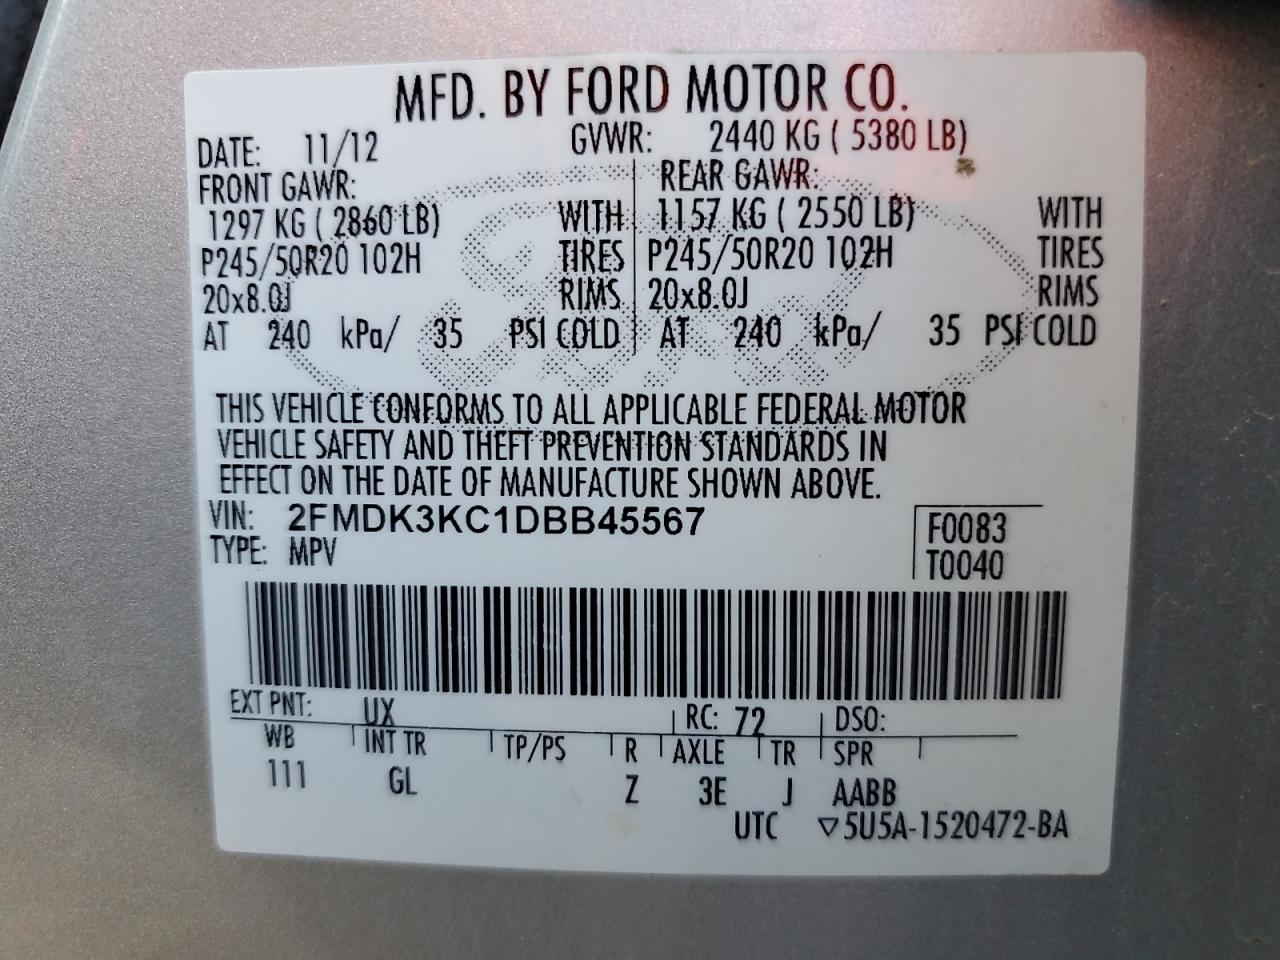 MFD. BY FORD MOTOR CO.
DATE: 11/12 GVWR: 2440 KG ( 5380 LB)
FRONT GAWR: REAR GAWR:
1297 KG ( 2860 LB) WITH 1157 KG ( 2550 LB) WITH
P245/50R20 102H TIRES P245/50R20 102H TIRES
20x8.0J RIMS 20x8.0J RIMS
AT 240 kPa/ 35 PSI COLD AT 240 kPa/ 35 PSI COLD
THIS VEHICLE CONFORMS TO ALL APPLICABLE FEDERAL MOTOR
VEHICLE SAFETY AND THEFT PREVENTION STANDARDS IN
EFFECT ON THE DATE OF MANUFACTURE SHOWN ABOVE.
VIN: 2FMDK3KC1DBB45567 F0083
TYPE: MPV T0040
EXT PNT: UX RC: 72 DSO:
WB INT TR TP/PS R AXLE TR SPR
111 GL Z 3E J AABB
UTC ▽5U5A-1520472-BA